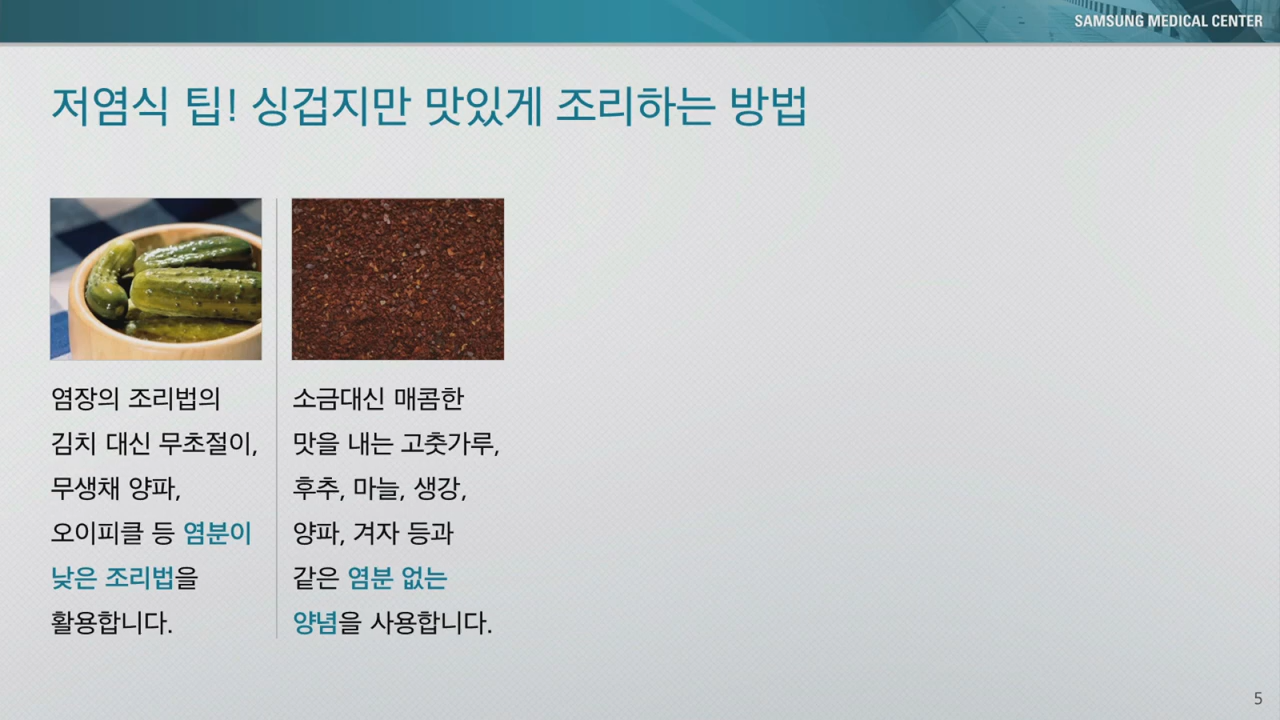 SAMSUNG MEDICAL CENTER
저염식 팁! 싱겁지만 맛있게 조리하는 방법
염장의 조리법의
김치 대신 무초절이,
무생채 양파,
오이피클 등 염분이
낮은 조리법을
활용합니다.
소금대신 매콤한
맛을 내는 고춧가루,
후추, 마늘, 생강,
양파, 겨자 등과
같은 염분 없는
양념을 사용합니다.
5